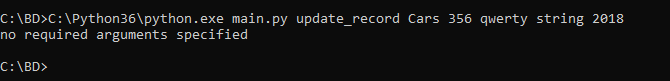 C:\BD>C:\Python36\python.exe main.py update_record Cars 356 qwerty string 2018
no required arguments specified
C:\BD>